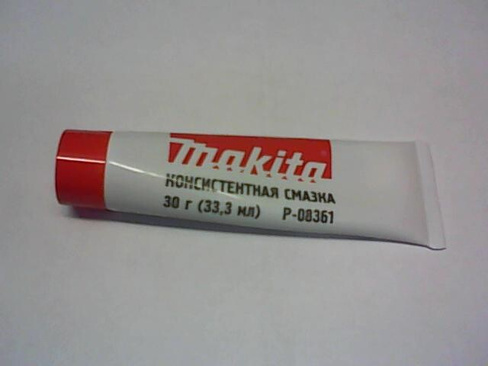 makita
КОНСИСТЕНТНАЯ СМАЗКА
30 г (33,3 мл) P-08361